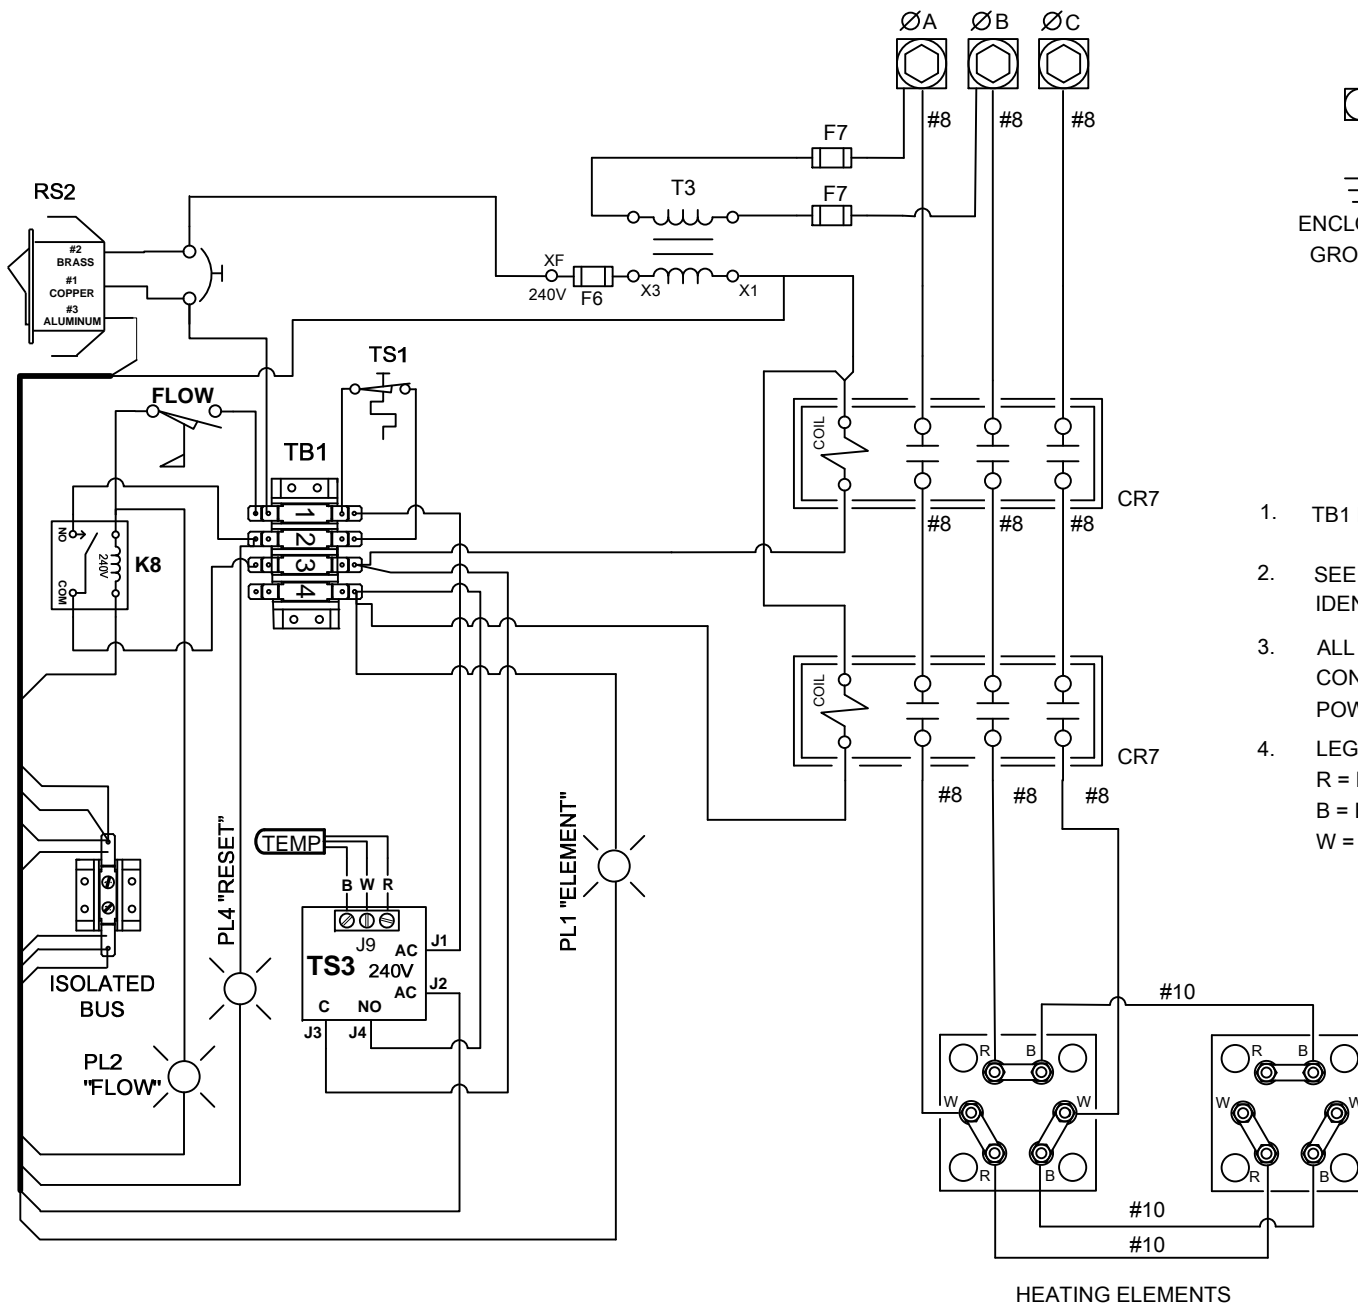 ØA
ØB
ØC
#8
#8
#8
F7
F7
T3
RS2
#2
BRASS
#1
COPPER
#3
ALUMINUM
XF
240V
F6
X3
X1
ENCLO
GRO
TS1
FLOW
TB1
COIL
CR7
#8
#8
#8
1
2
3
4
NO
240V
COM
K8
1. TB1
2. SEE
IDEN
3. ALL
CON
POW
4. LEG
R =
B =
W =
COIL
CR7
#8
#8
#8
PL4 "RESET"
TEMP
B W R
J9
AC
J1
TS3
240V
AC
J2
C
NO
J3
J4
PL1 "ELEMENT"
ISOLATED
BUS
PL2
"FLOW"
#10
R
B
W
W
R
B
R
B
W
W
R
B
#10
#10
HEATING ELEMENTS